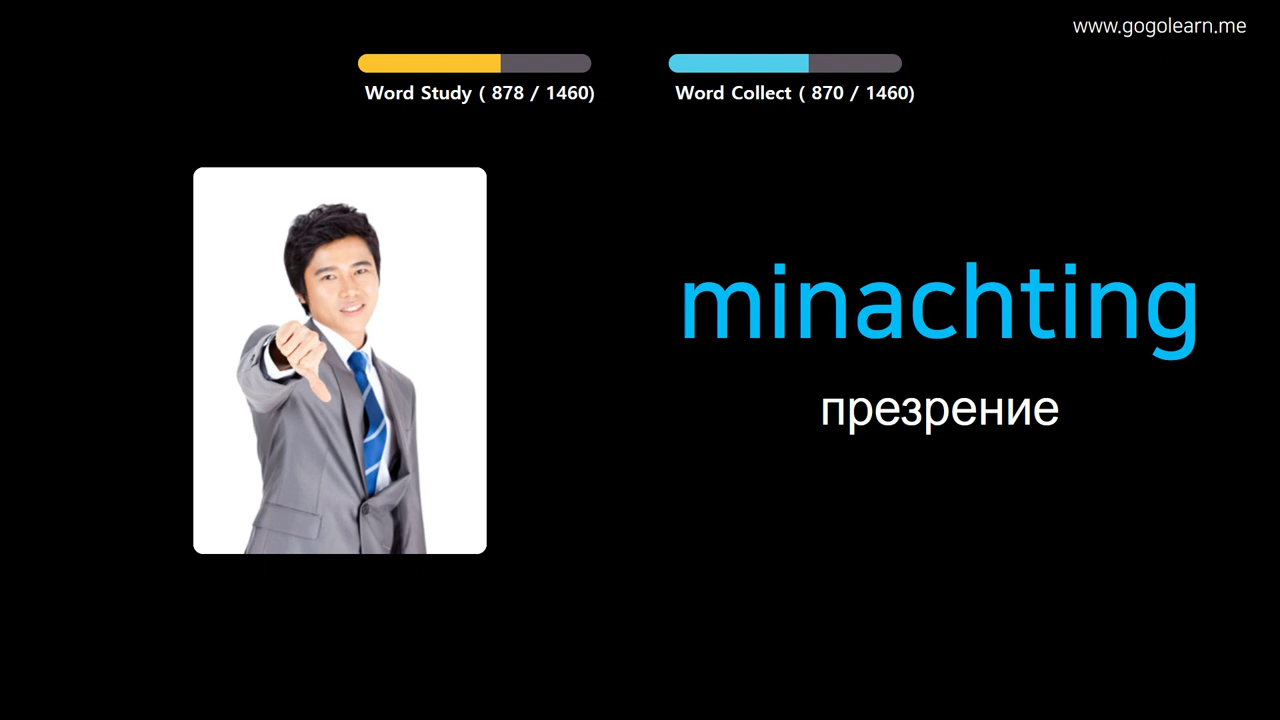 www.gogolearn.me
Word Study ( 878 / 1460)
Word Collect ( 870 / 1460)
minachting
презрение